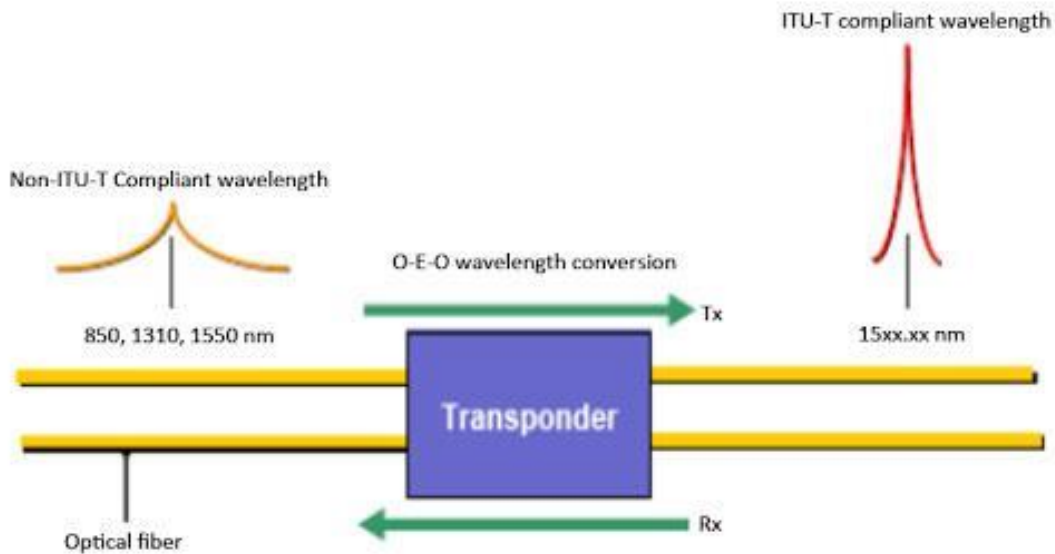 ITU-T compliant wavelength
Non-ITU-T Compliant wavelength
O-E-O wavelength conversion
Tx
850, 1310, 1550 nm
15xx.xx nm
Transponder
Rx
Optical fiber